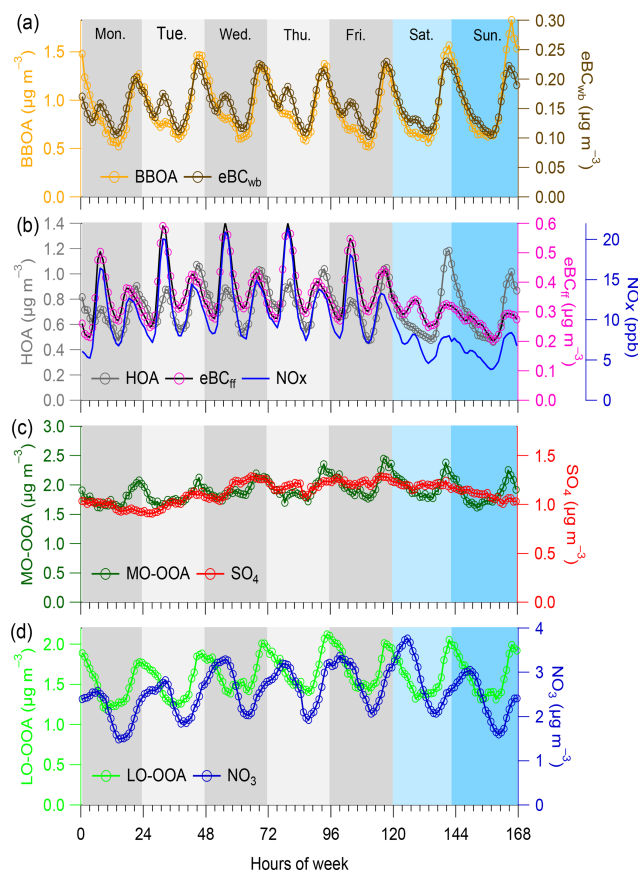 (a)
Mon. Tue. Wed. Thu. Fri. Sat. Sun.
BBOA (µg m⁻³)
1.5
1.0
0.5
0.0
0.30
0.25
0.20
0.15
0.10
0.05
0.00
eBCwb (µg m⁻³)
BBOA eBCwb
(b)
HOA (µg m⁻³)
1.4
1.2
1.0
0.8
0.6
0.4
0.2
0.0
0.6
0.5
0.4
0.3
0.2
0.1
0.0
eBCff (µg m⁻³)
20
15
10
5
0
NOx (ppb)
HOA eBCff NOx
(c)
MO-OOA (µg m⁻³)
3.0
2.5
2.0
1.5
1.0
0.5
0.0
1.5
1.0
0.5
0.0
SO₄ (µg m⁻³)
MO-OOA SO₄
(d)
LO-OOA (µg m⁻³)
2.0
1.5
1.0
0.5
0.0
4
3
2
1
0
NO₃ (µg m⁻³)
LO-OOA NO₃
0 24 48 72 96 120 144 168
Hours of week